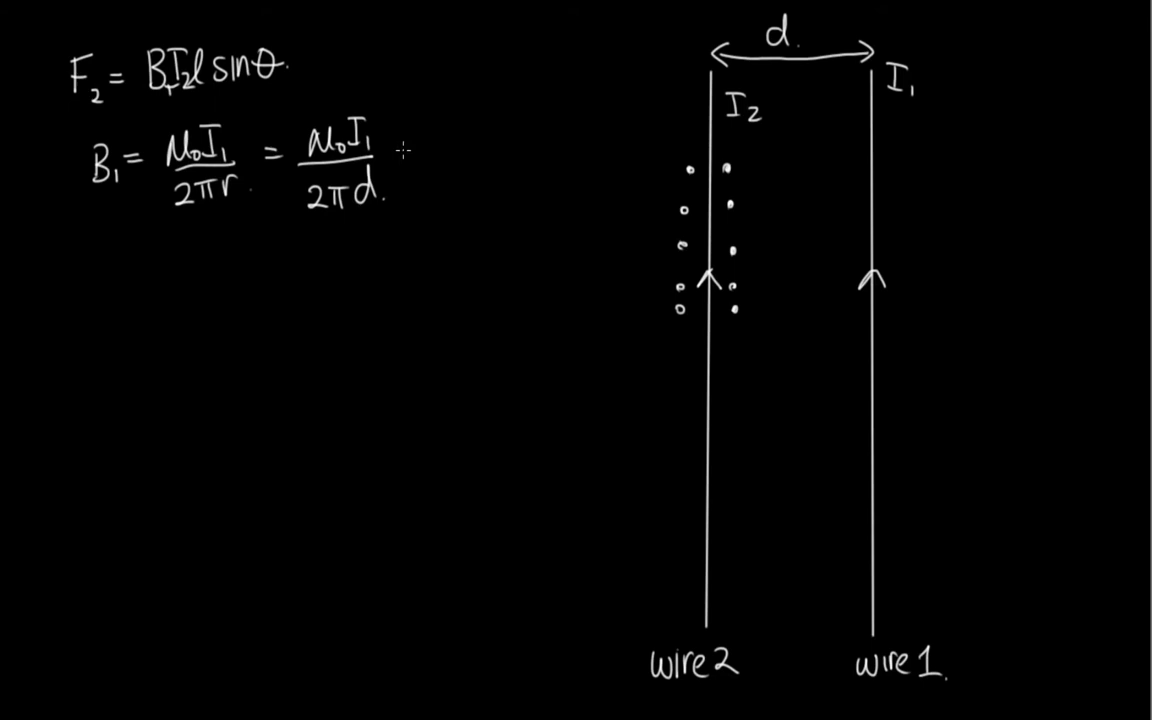 F₂ = B₁I₂l sinθ.
B₁ = μ₀I₁ / 2πr. = μ₀I₁ / 2πd.
d.
I₁
I₂
wire 2
wire 1.